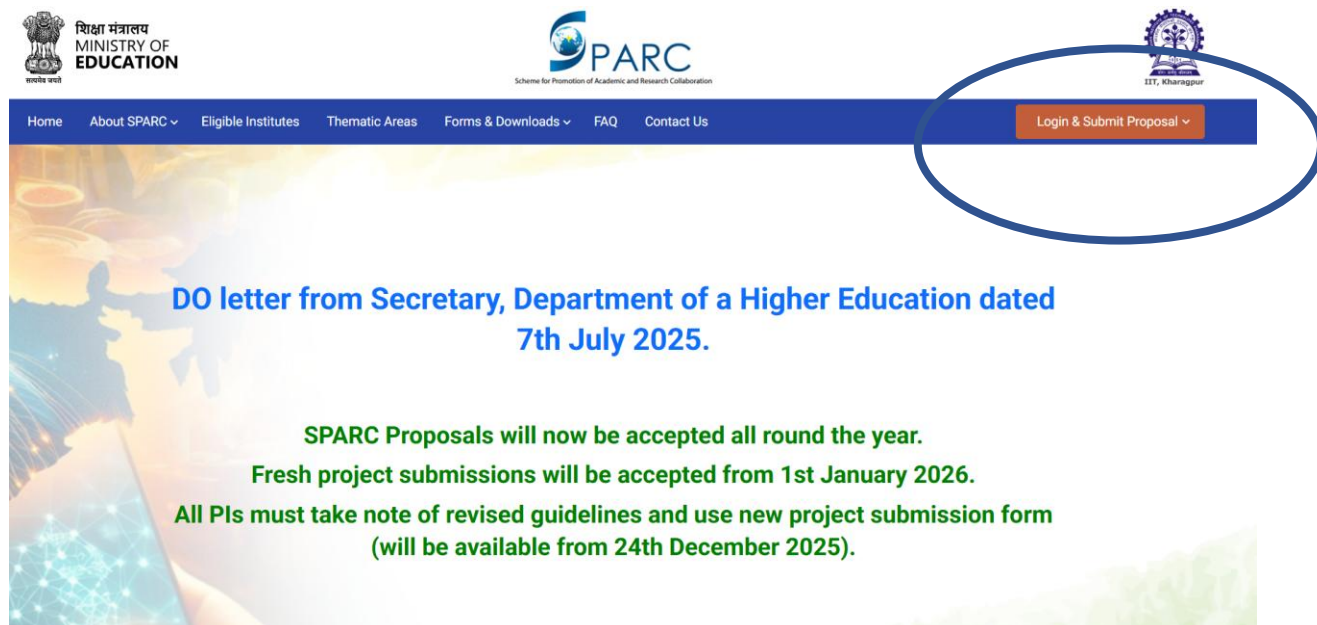 शिक्षा मंत्रालय
MINISTRY OF
EDUCATION
सत्यमेव जयते
SPARC
Scheme for Promotion of Academic and Research Collaboration
IIT, Kharagpur
Home About SPARC Eligible Institutes Thematic Areas Forms & Downloads FAQ Contact Us Login & Submit Proposal
DO letter from Secretary, Department of a Higher Education dated
7th July 2025.
SPARC Proposals will now be accepted all round the year.
Fresh project submissions will be accepted from 1st January 2026.
All PIs must take note of revised guidelines and use new project submission form
(will be available from 24th December 2025).